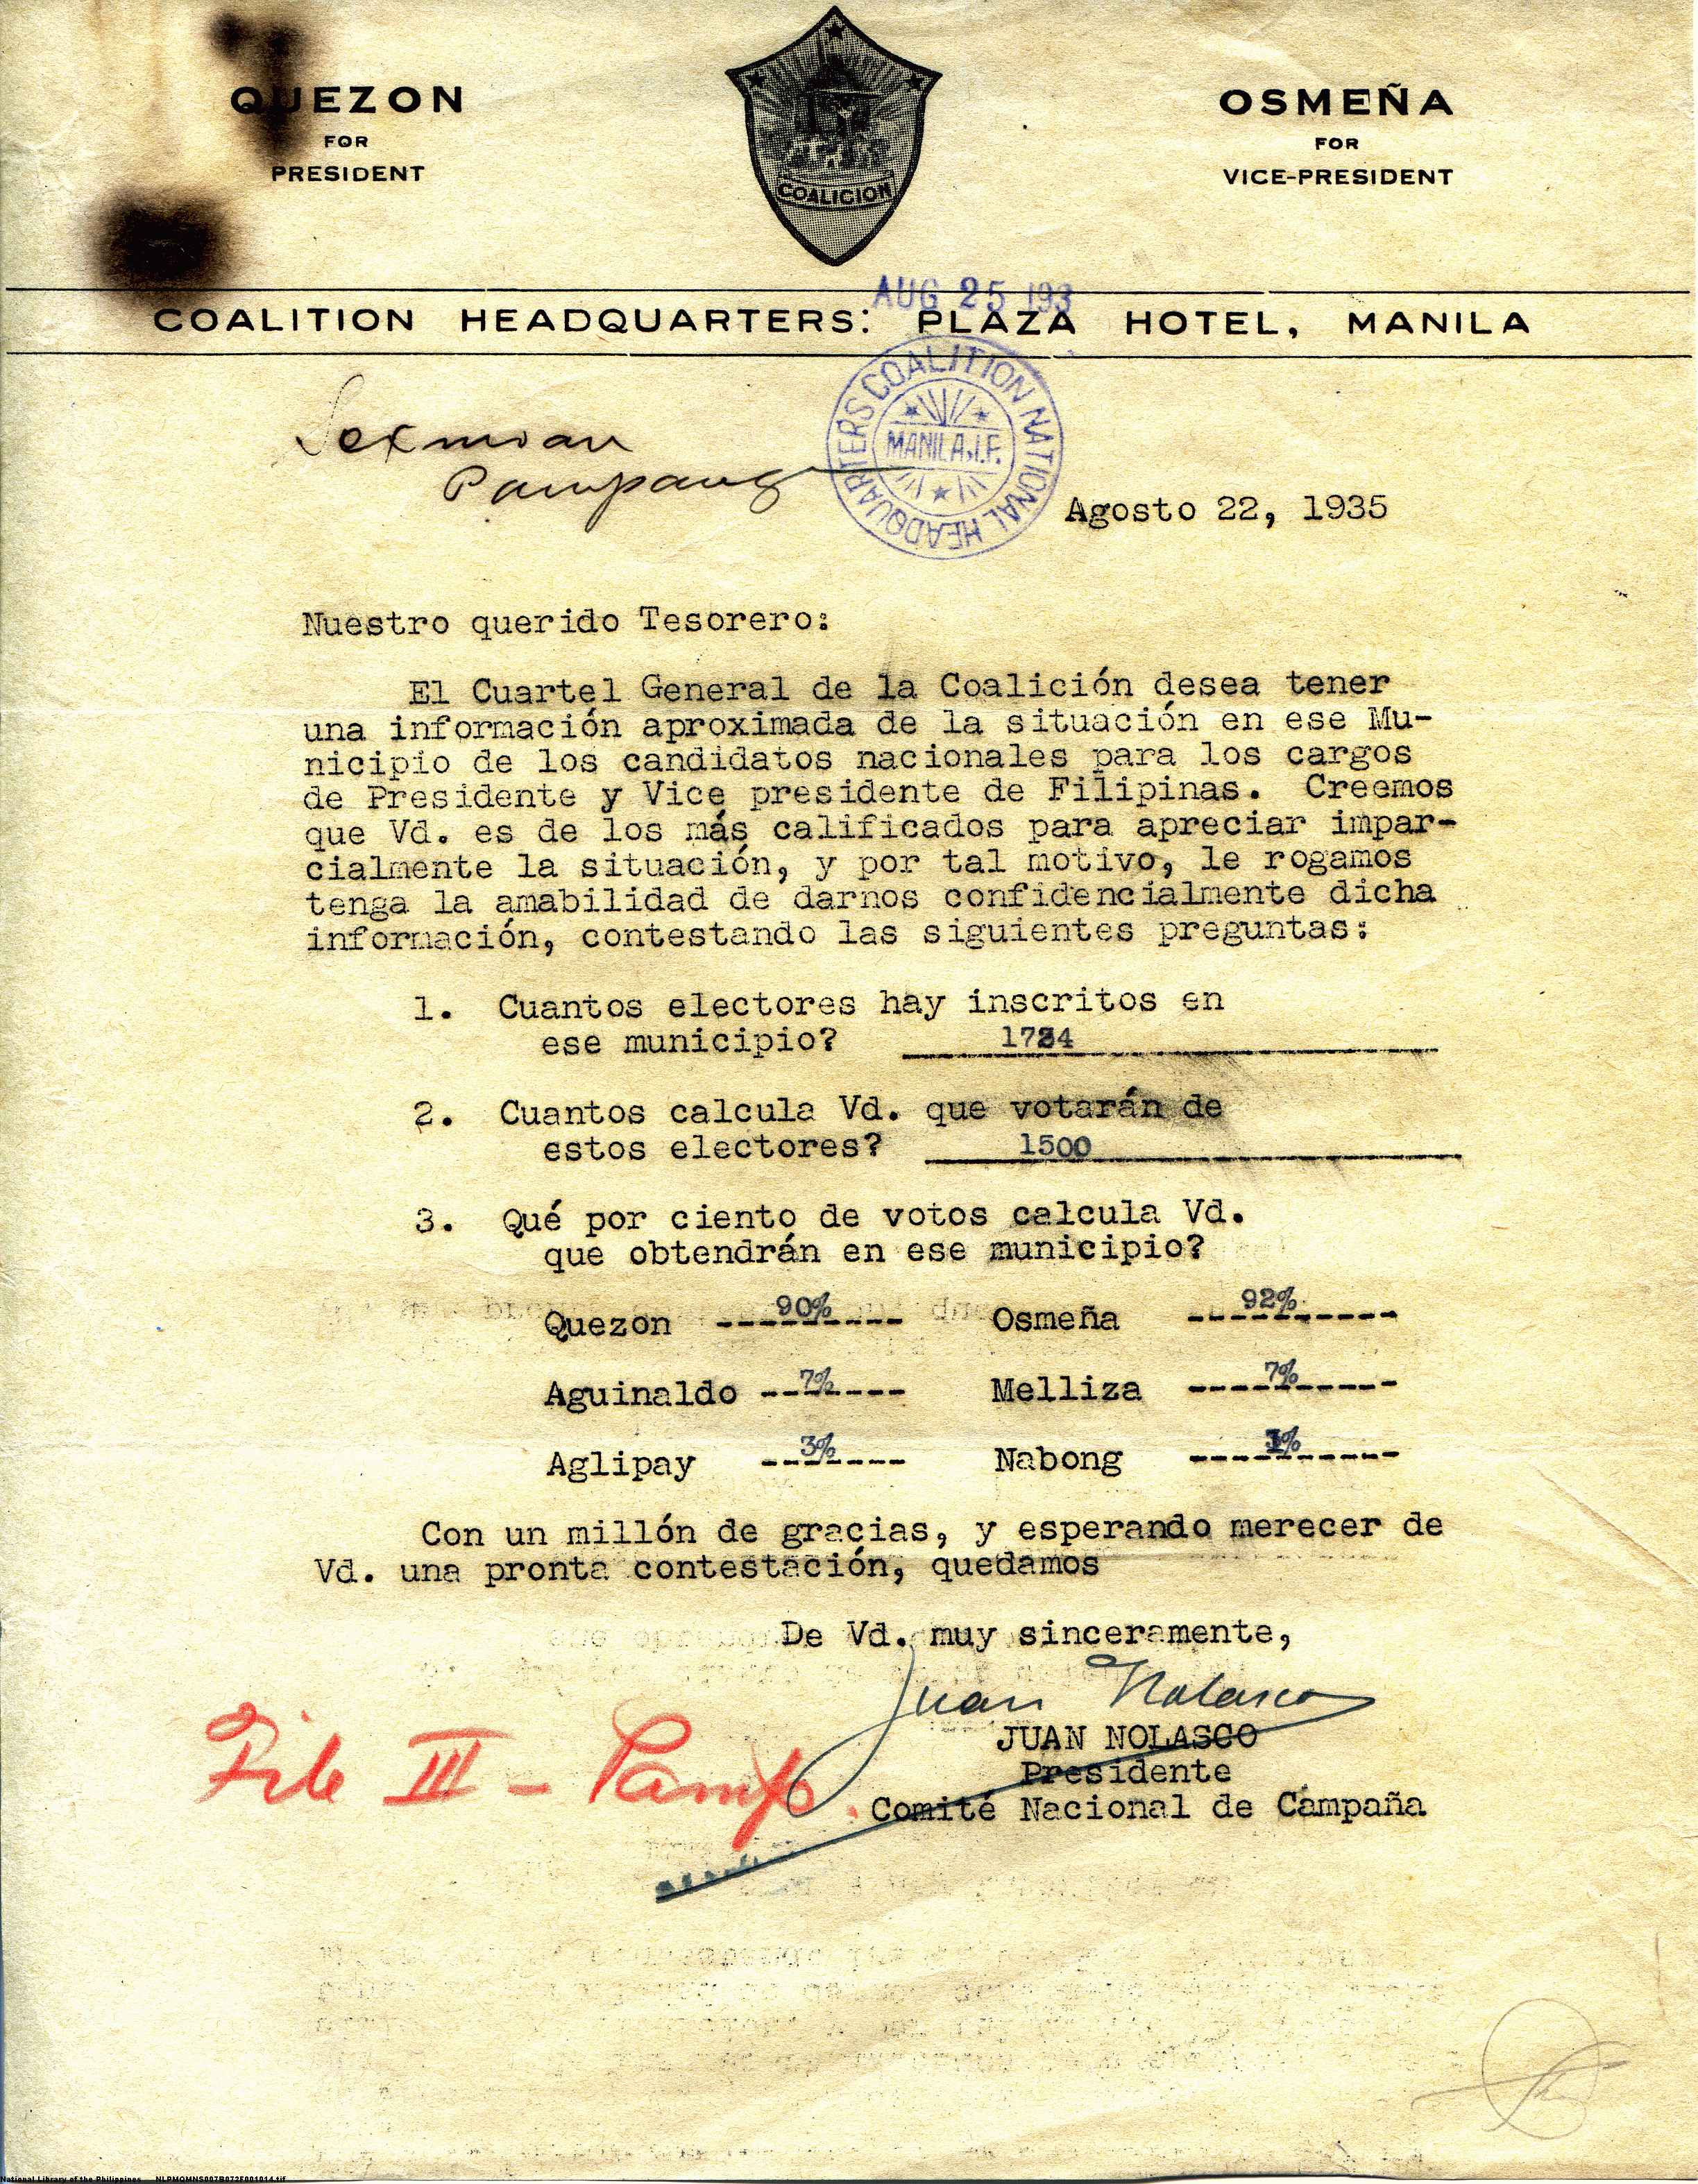 QUEZON
FOR
PRESIDENT
COALICION
OSMEÑA
FOR
VICE-PRESIDENT
AUG 25 193
COALITION HEADQUARTERS: PLAZA HOTEL, MANILA
COALITION NATIONAL HEADQUARTERS
MANILA, I.F.
Sexmoan
Pampanga
Agosto 22, 1935
Nuestro querido Tesorero:
El Cuartel General de la Coalición desea tener
una información aproximada de la situación en ese Mu-
nicipio de los candidatos nacionales para los cargos
de Presidente y Vice presidente de Filipinas. Creemos
que Vd. es de los más calificados para apreciar impar-
cialmente la situación, y por tal motivo, le rogamos
tenga la amabilidad de darnos confidencialmente dicha
información, contestando las siguientes preguntas:
1. Cuantos electores hay inscritos en
ese municipio?
2. Cuantos calcula Vd. que votarán de
estos electores? 1500
3. Qué por ciento de votos calcula Vd.
que obtendrán en ese municipio?
Quezon 90% Osmeña 92%
Aguinaldo 7% Melliza 7%
Aglipay 3% Nabong 1%
Con un millón de gracias, y esperando merecer de
Vd. una pronta contestación, quedamos
De Vd. muy sinceramente,
Juan Nolasco
JUAN NOLASCO
Presidente
Comité Nacional de Campaña
File III - Pamp.
National Library of the Philippines NLPMQMNS007B072F001014.tif